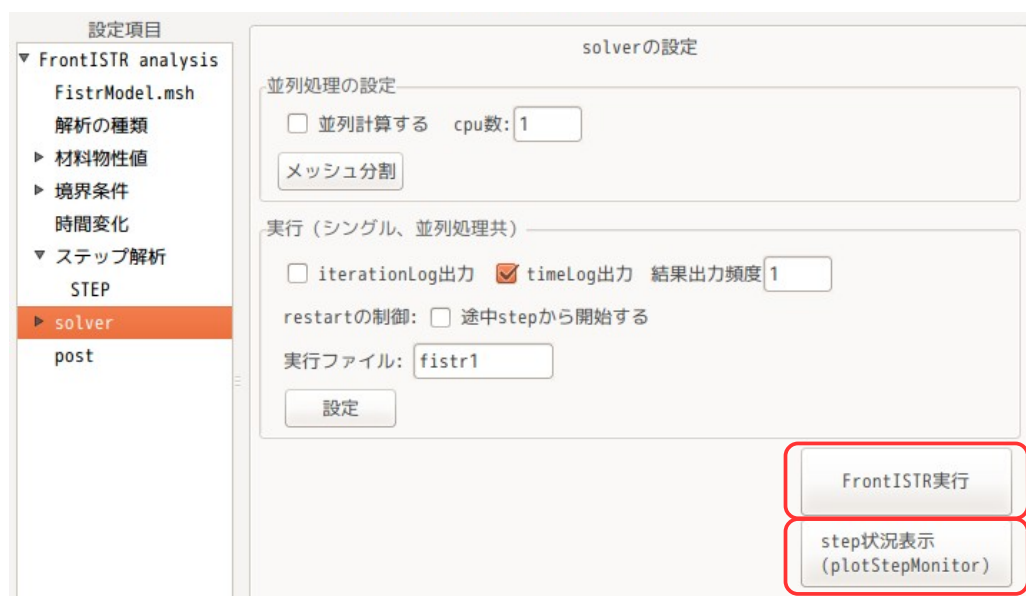 設定項目
FrontISTR analysis
FistrModel.msh
解析の種類
材料物性値
境界条件
時間変化
ステップ解析
STEP
solver
post
solverの設定
並列処理の設定
並列計算する cpu数: 1
メッシュ分割
実行（シングル、並列処理共）
iterationLog出力 timeLog出力 結果出力頻度 1
restartの制御: 途中stepから開始する
実行ファイル: fistr1
設定
FrontISTR実行
step状況表示
(plotStepMonitor)